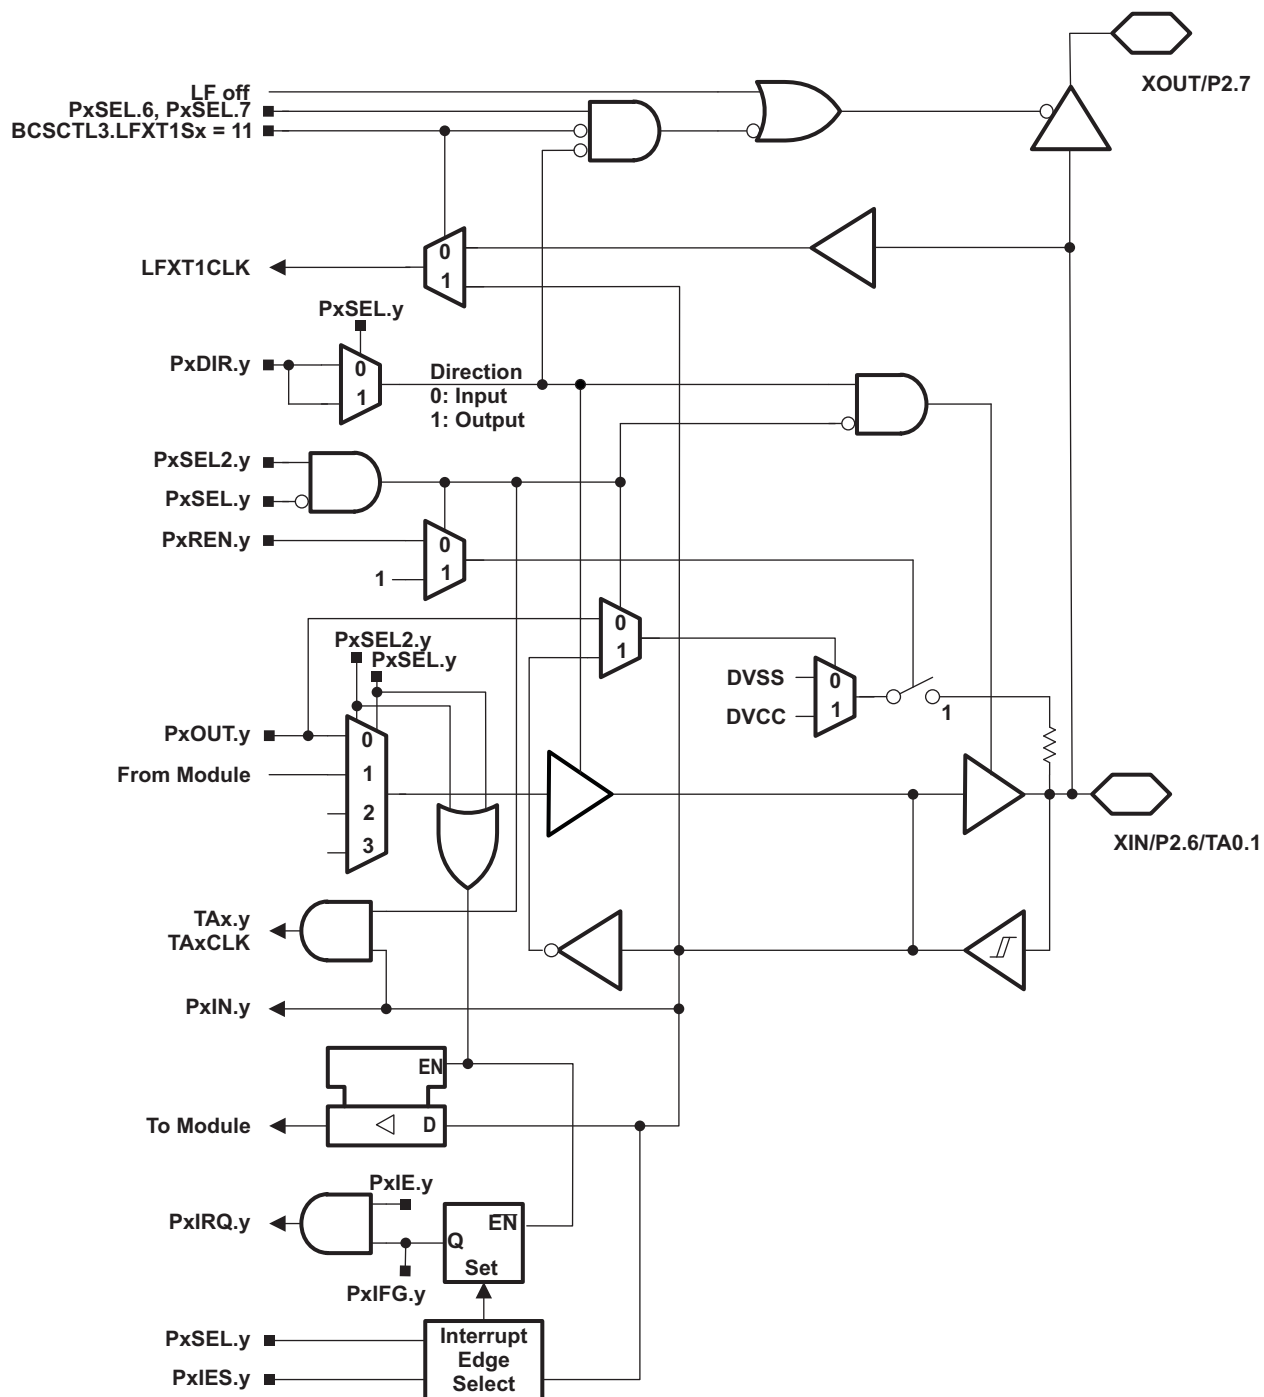 XOUT/P2.7
LF off
PxSEL.6, PxSEL.7
BCSCTL3.LFXT1Sx = 11
0
LFXT1CLK
1
PxSEL.y
PxDIR.y
0
1
Direction
0: Input
1: Output
PxSEL2.y
PxSEL.y
PxREN.y
0
1
1
0
1
PxSEL2.y
PxSEL.y
DVSS
0
DVCC
1
1
PxOUT.y
0
From Module
1
2
3
XIN/P2.6/TA0.1
TAx.y
TAxCLK
PxIN.y
EN
To Module
D
PxIE.y
PxIRQ.y
EN
Q
Set
PxIFG.y
PxSEL.y
PxIES.y
Interrupt
Edge
Select